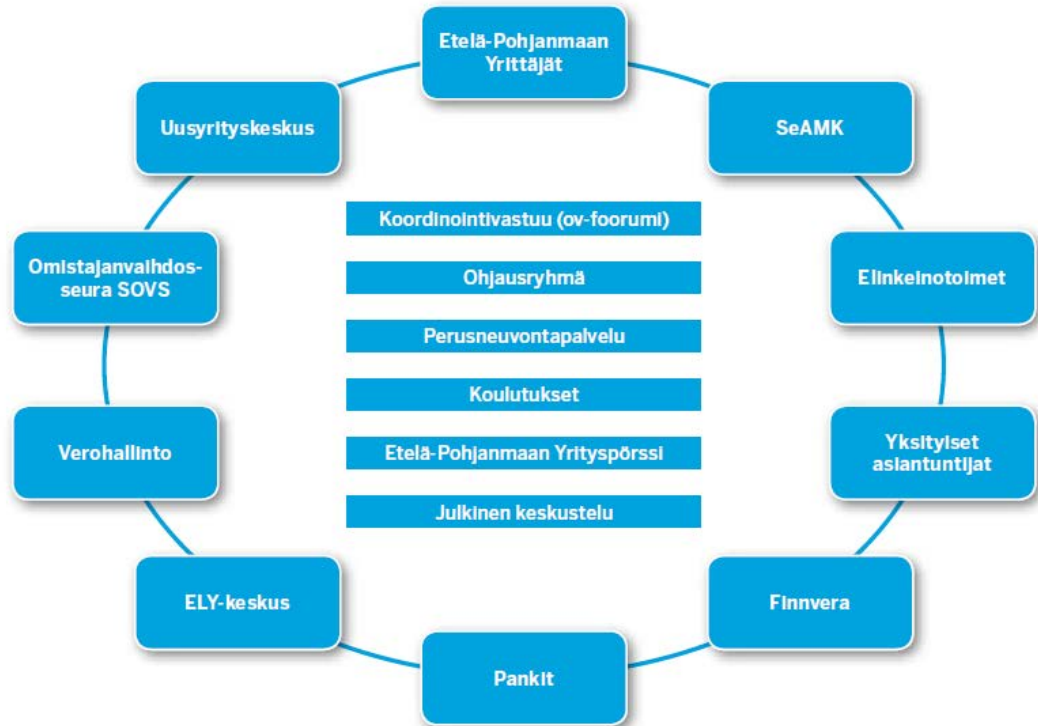 Etelä-Pohjanmaan
Yrittäjät
SeAMK
Elinkeinotoimet
Yksityiset
asiantuntijat
Finnvera
Pankit
ELY-keskus
Verohallinto
Omistajanvaihdos-
seura SOVS
Uusyrityskeskus
Koordinointivastuu (ov-foorumi)
Ohjausryhmä
Perusneuvontapalvelu
Koulutukset
Etelä-Pohjanmaan Yrityspörssi
Julkinen keskustelu